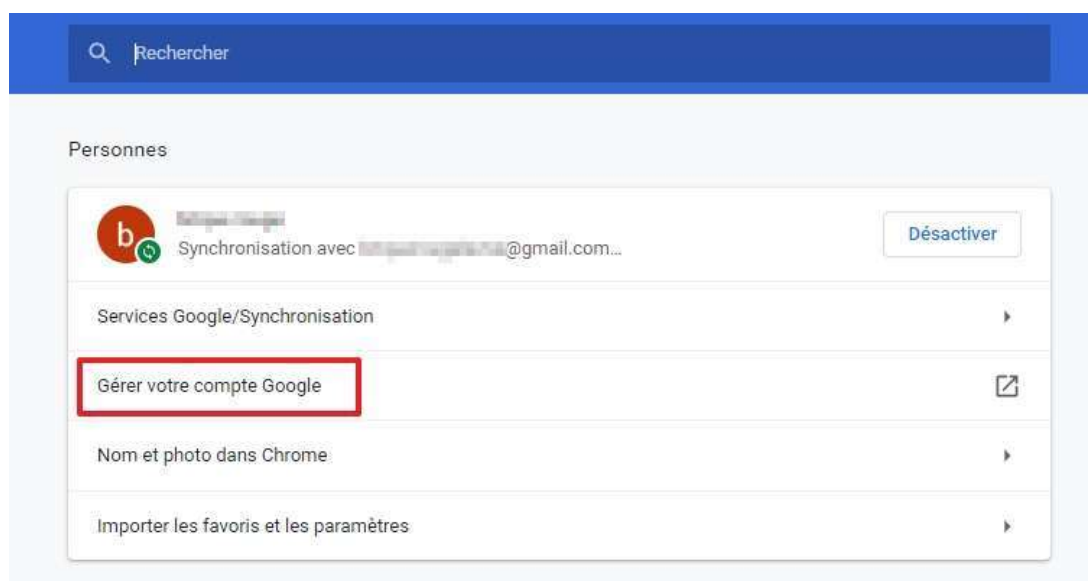 Rechercher
Personnes
b
Synchronisation avec @gmail.com...
Désactiver
Services Google/Synchronisation
Gérer votre compte Google
Nom et photo dans Chrome
Importer les favoris et les paramètres